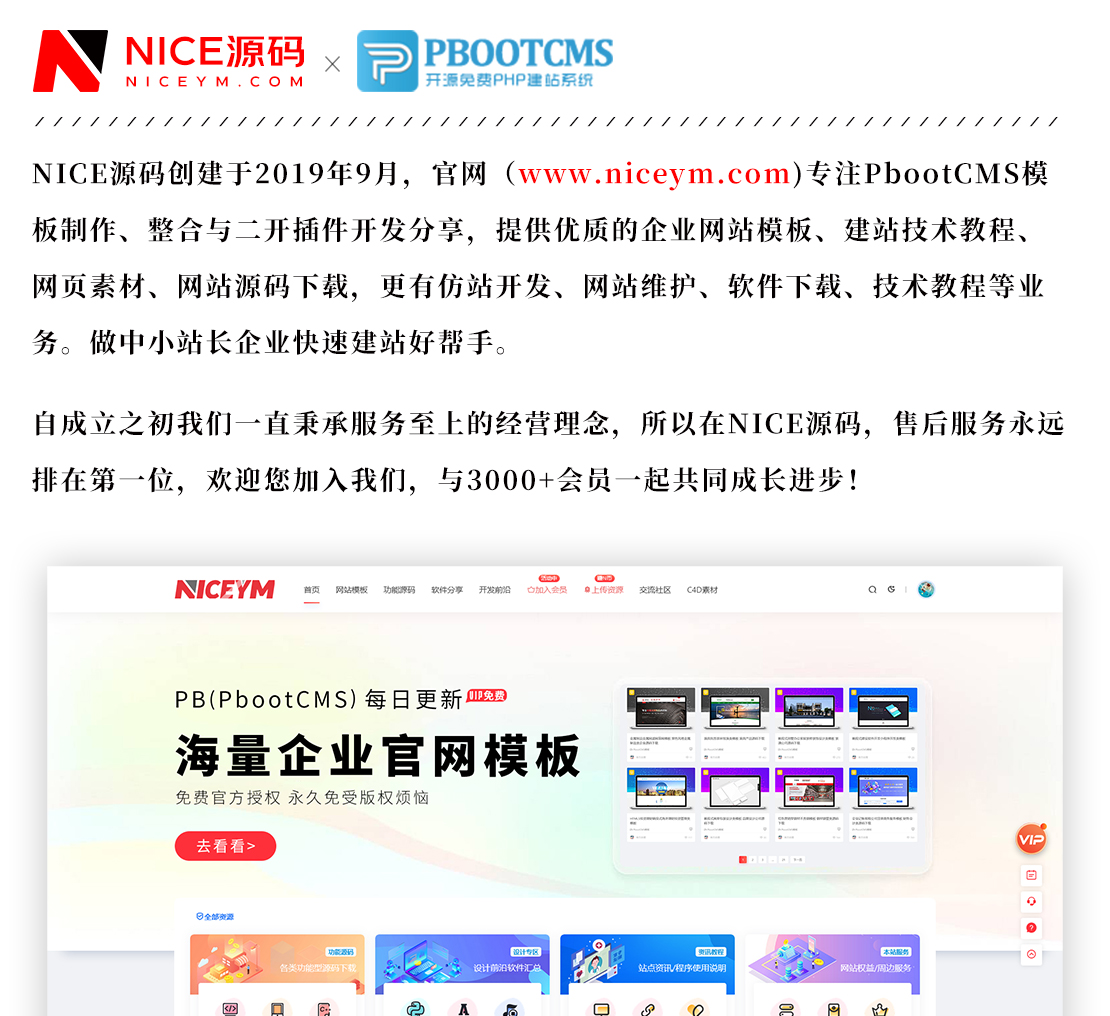 NICE源码
NICEYM.COM
×
PBOOTCMS
开源免费PHP建站系统
NICE源码创建于2019年9月，官网（www.niceym.com)专注PbootCMS模
板制作、整合与二开插件开发分享，提供优质的企业网站模板、建站技术教程、
网页素材、网站源码下载，更有仿站开发、网站维护、软件下载、技术教程等业
务。做中小站长企业快速建站好帮手。
自成立之初我们一直秉承服务至上的经营理念，所以在NICE源码，售后服务永远
排在第一位，欢迎您加入我们，与3000+会员一起共同成长进步！
NICEYM 首页 网站模板 功能源码 软件分享 开发前沿 加入会员 上传资源 交流社区 C4D素材
PB(PbootCMS) 每日更新 VIP免费
海量企业官网模板
免费官方授权 永久免受版权烦恼
去看看>
VIP
全部资源
功能源码
各类功能型源码下载
设计专区
设计前沿软件汇总
资讯教程
站点资讯/程序使用说明
本站服务
网站权益/周边服务